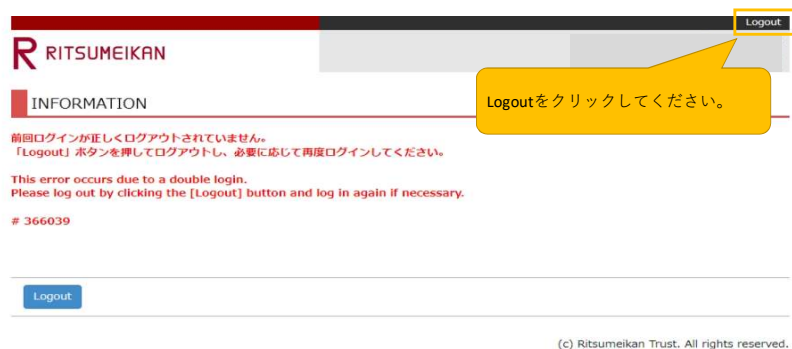 Logout
RITSUMEIKAN
Logoutをクリックしてください。
INFORMATION
前回ログインが正しくログアウトされていません。
「Logout」ボタンを押してログアウトし、必要に応じて再度ログインしてください。
This error occurs due to a double login.
Please log out by clicking the [Logout] button and log in again if necessary.
# 366039
Logout
(c) Ritsumeikan Trust. All rights reserved.